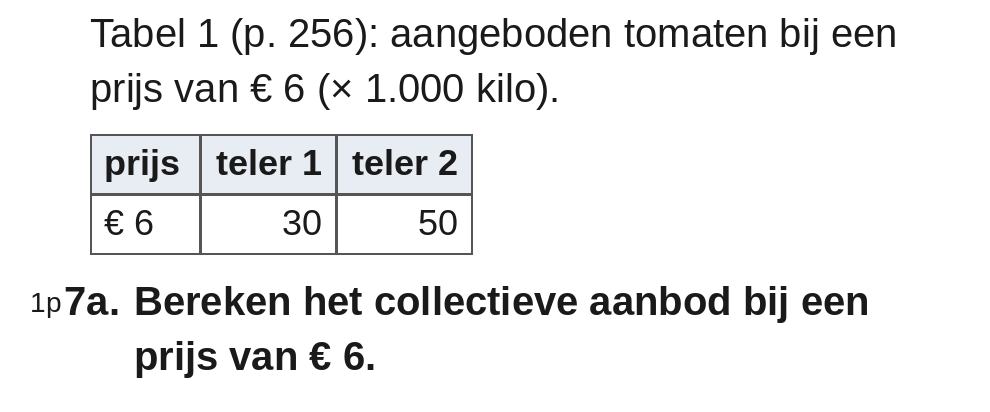 Tabel 1 (p. 256): aangeboden tomaten bij een
prijs van € 6 (× 1.000 kilo).
prijs teler 1 teler 2
€ 6 30 50
1p 7a. Bereken het collectieve aanbod bij een
prijs van € 6.